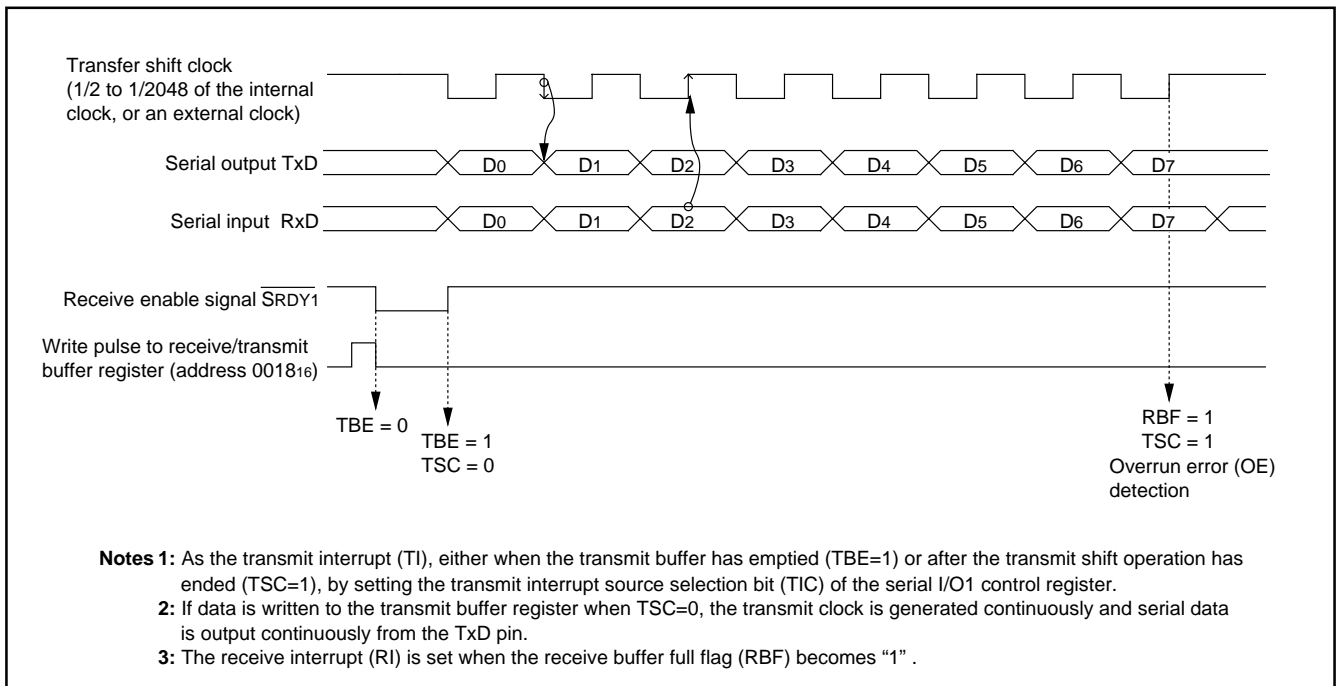 Transfer shift clock
(1/2 to 1/2048 of the internal
clock, or an external clock)
Serial output TxD
D0 D1 D2 D3 D4 D5 D6 D7
Serial input RxD
D0 D1 D2 D3 D4 D5 D6 D7
Receive enable signal SRDY1
Write pulse to receive/transmit
buffer register (address 001816)
TBE = 0
TBE = 1
TSC = 0
RBF = 1
TSC = 1
Overrun error (OE)
detection
Notes 1: As the transmit interrupt (TI), either when the transmit buffer has emptied (TBE=1) or after the transmit shift operation has
ended (TSC=1), by setting the transmit interrupt source selection bit (TIC) of the serial I/O1 control register.
2: If data is written to the transmit buffer register when TSC=0, the transmit clock is generated continuously and serial data
is output continuously from the TxD pin.
3: The receive interrupt (RI) is set when the receive buffer full flag (RBF) becomes “1” .